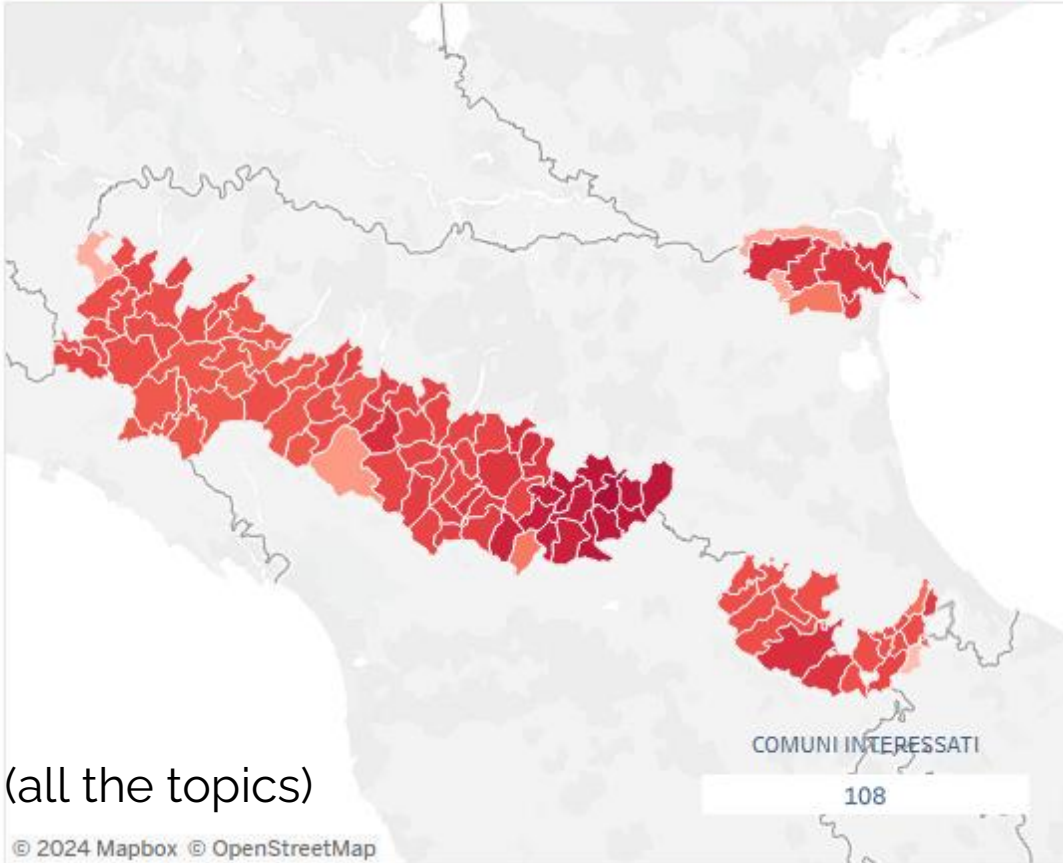 COMUNI INTERESSATI
108
(all the topics)
© 2024 Mapbox © OpenStreetMap